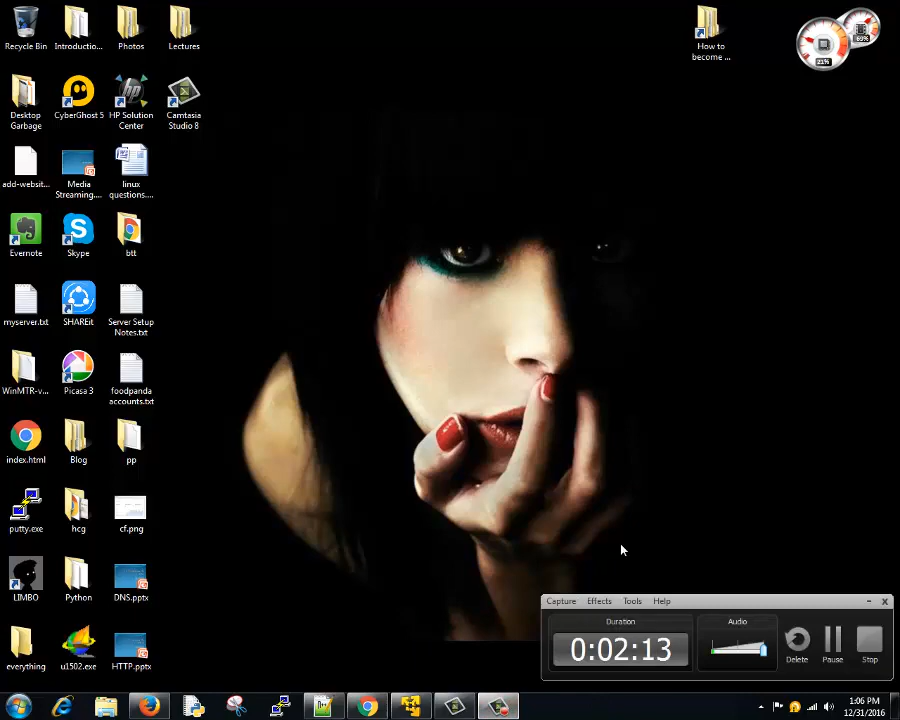 Recycle Bin
Introductio...
Photos
Lectures
How to
become ...
21%
69%
Desktop
Garbage
CyberGhost 5
HP Solution
Center
Camtasia
Studio 8
add-websit...
Media
Streaming....
linux
questions....
Evernote
Skype
btt
myserver.txt
SHAREit
Server Setup
Notes.txt
WinMTR-v...
Picasa 3
foodpanda
accounts.txt
index.html
Blog
pp
putty.exe
hcg
cf.png
LIMBO
Python
DNS.pptx
everything
u1502.exe
HTTP.pptx
Capture Effects Tools Help
Duration
0:02:13
Audio
Delete
Pause
Stop
1:06 PM
12/31/2016